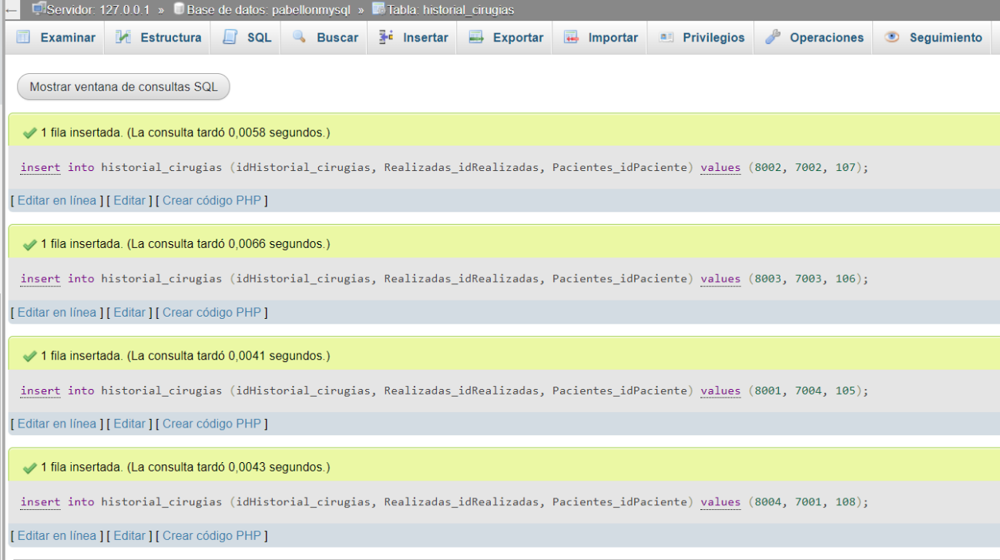 Servidor: 127.0.0.1 » Base de datos: pabellonmysql » Tabla: historial_cirugias
Examinar Estructura SQL Buscar Insertar Exportar Importar Privilegios Operaciones Seguimiento
Mostrar ventana de consultas SQL
1 fila insertada. (La consulta tardó 0,0058 segundos.)
insert into historial_cirugias (idHistorial_cirugias, Realizadas_idRealizadas, Pacientes_idPaciente) values (8002, 7002, 107);
[ Editar en línea ] [ Editar ] [ Crear código PHP ]
1 fila insertada. (La consulta tardó 0,0066 segundos.)
insert into historial_cirugias (idHistorial_cirugias, Realizadas_idRealizadas, Pacientes_idPaciente) values (8003, 7003, 106);
[ Editar en línea ] [ Editar ] [ Crear código PHP ]
1 fila insertada. (La consulta tardó 0,0041 segundos.)
insert into historial_cirugias (idHistorial_cirugias, Realizadas_idRealizadas, Pacientes_idPaciente) values (8001, 7004, 105);
[ Editar en línea ] [ Editar ] [ Crear código PHP ]
1 fila insertada. (La consulta tardó 0,0043 segundos.)
insert into historial_cirugias (idHistorial_cirugias, Realizadas_idRealizadas, Pacientes_idPaciente) values (8004, 7001, 108);
[ Editar en línea ] [ Editar ] [ Crear código PHP ]